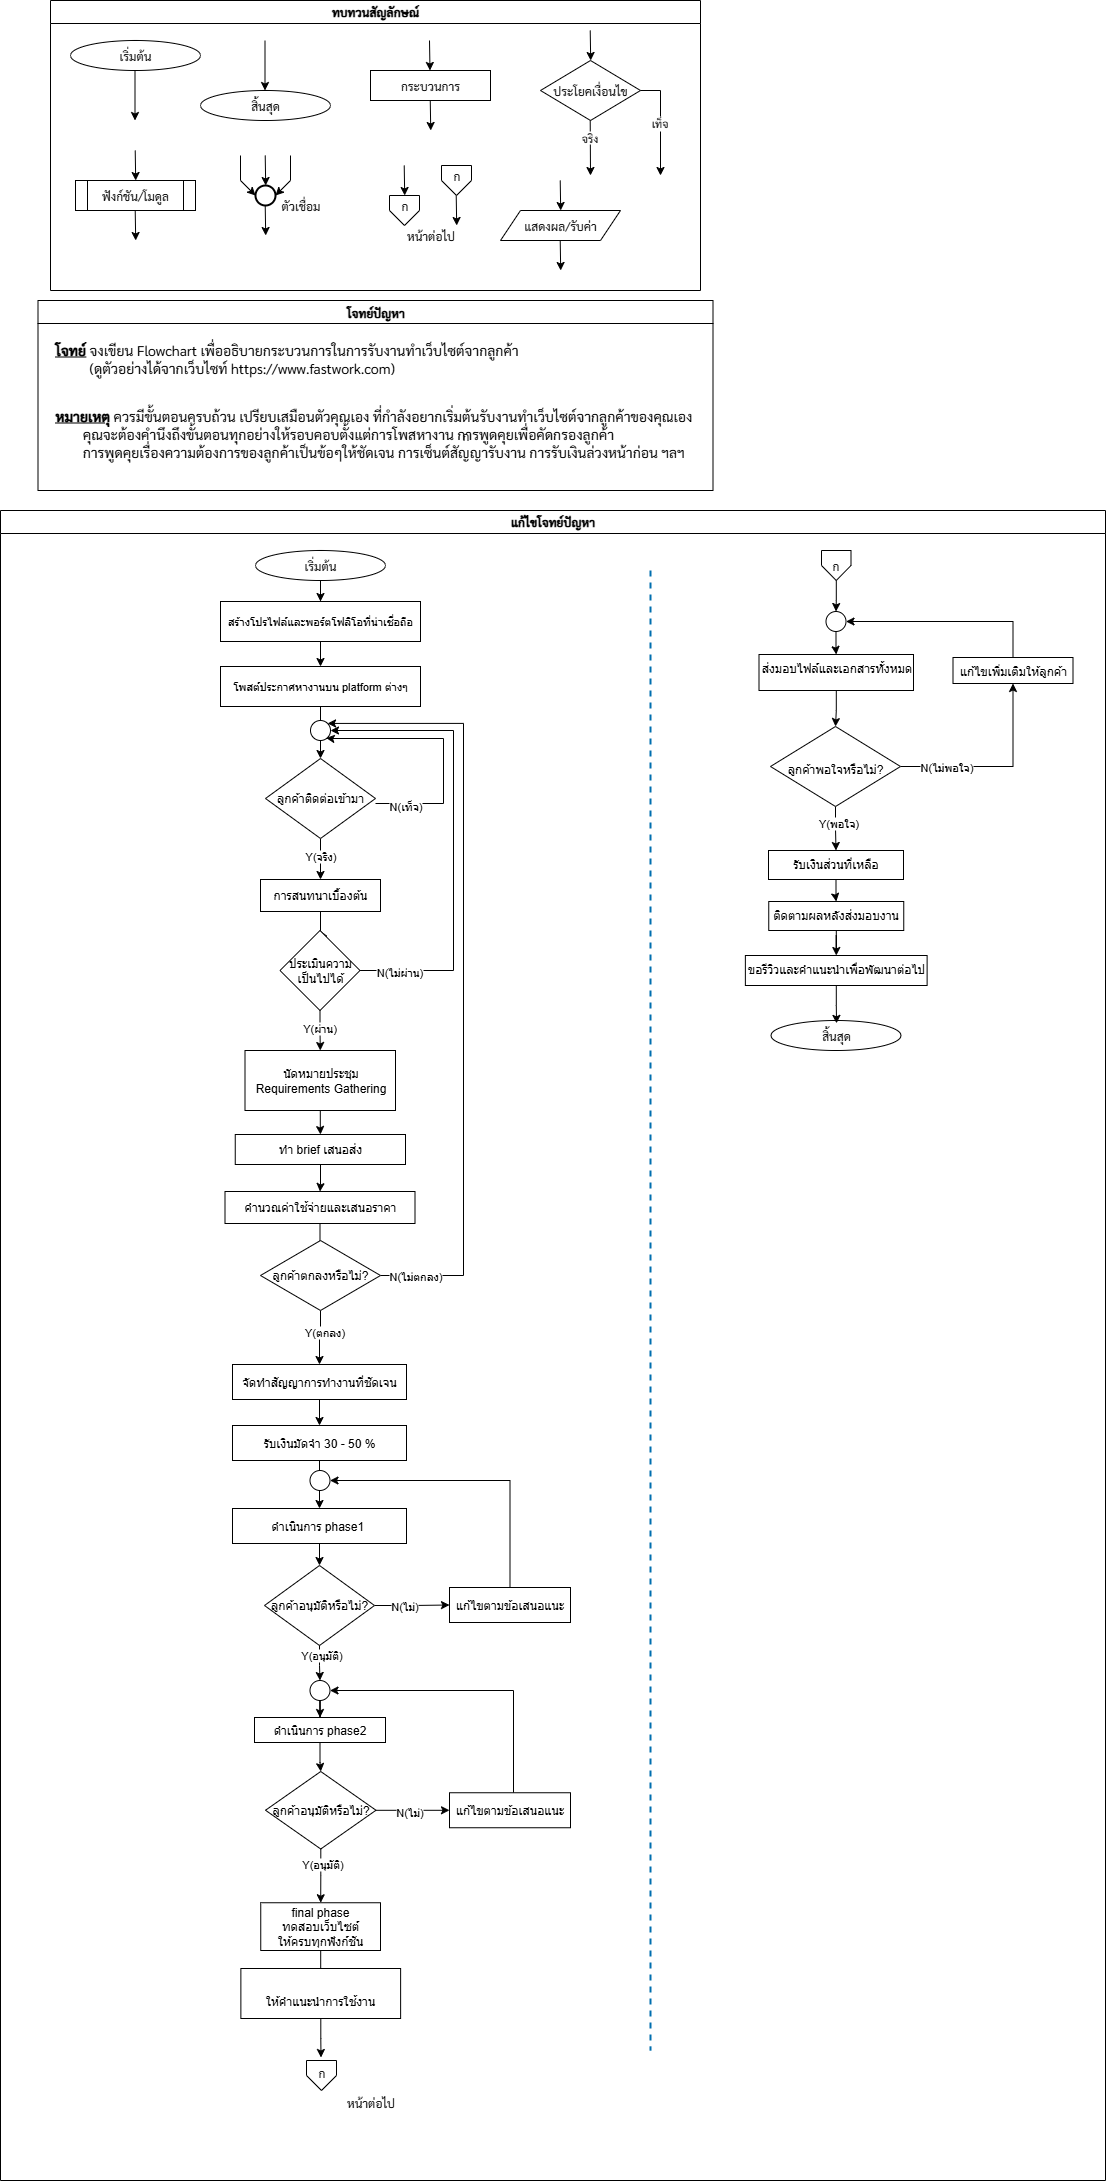 ทบทวนสัญลักษณ์
เริ่มต้น
สิ้นสุด
กระบวนการ
ประโยคเงื่อนไข
จริง
เท็จ
ฟังก์ชัน/โมดูล
ตัวเชื่อม
ก
ก
หน้าต่อไป
แสดงผล/รับค่า
โจทย์ปัญหา
โจทย์ จงเขียน Flowchart เพื่ออธิบายกระบวนการในการรับงานทำเว็บไซต์จากลูกค้า
(ดูตัวอย่างได้จากเว็บไซท์ https://www.fastwork.com)
หมายเหตุ ควรมีขั้นตอนครบถ้วน เปรียบเสมือนตัวคุณเอง ที่กำลังอยากเริ่มต้นรับงานทำเว็บไซต์จากลูกค้าของคุณเอง
คุณจะต้องคำนึงถึงขั้นตอนทุกอย่างให้รอบคอบตั้งแต่การโพสหางาน การพูดคุยเพื่อคัดกรองลูกค้า
การพูดคุยเรื่องความต้องการของลูกค้าเป็นข้อๆให้ชัดเจน การเซ็นต์สัญญารับงาน การรับเงินล่วงหน้าก่อน ฯลฯ
แก้ไขโจทย์ปัญหา
เริ่มต้น
สร้างโปรไฟล์และพอร์ตโฟลิโอที่น่าเชื่อถือ
โพสต์ประกาศหางานบน platform ต่างๆ
ลูกค้าติดต่อเข้ามา
N(เท็จ)
Y(จริง)
การสนทนาเบื้องต้น
ประเมินความ
เป็นไปได้
N(ไม่ผ่าน)
Y(ผ่าน)
นัดหมายประชุม
Requirements Gathering
ทำ brief เสนอส่ง
คำนวณค่าใช้จ่ายและเสนอราคา
ลูกค้าตกลงหรือไม่?
N(ไม่ตกลง)
Y(ตกลง)
จัดทำสัญญาการทำงานที่ชัดเจน
รับเงินมัดจำ 30 - 50 %
ดำเนินการ phase1
ลูกค้าอนุมัติหรือไม่?
N(ไม่)
แก้ไขตามข้อเสนอแนะ
Y(อนุมัติ)
ดำเนินการ phase2
ลูกค้าอนุมัติหรือไม่?
N(ไม่)
แก้ไขตามข้อเสนอแนะ
Y(อนุมัติ)
final phase
ทดสอบเว็บไซต์
ให้ครบทุกฟังก์ชัน
ให้คำแนะนำการใช้งาน
ก
หน้าต่อไป
ก
ส่งมอบไฟล์และเอกสารทั้งหมด
แก้ไขเพิ่มเติมให้ลูกค้า
ลูกค้าพอใจหรือไม่?
N(ไม่พอใจ)
Y(พอใจ)
รับเงินส่วนที่เหลือ
ติดตามผลหลังส่งมอบงาน
ขอรีวิวและคำแนะนำเพื่อพัฒนาต่อไป
สิ้นสุด